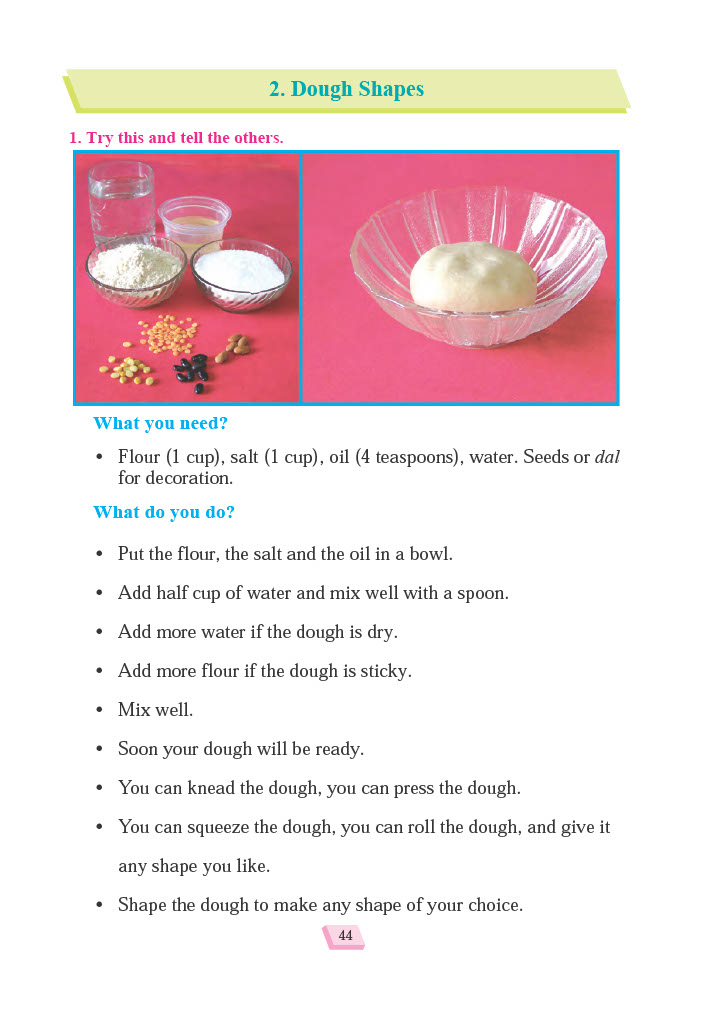 2. Dough Shapes
1. Try this and tell the others.
What you need?
• Flour (1 cup), salt (1 cup), oil (4 teaspoons), water. Seeds or dal
for decoration.
What do you do?
• Put the flour, the salt and the oil in a bowl.
• Add half cup of water and mix well with a spoon.
• Add more water if the dough is dry.
• Add more flour if the dough is sticky.
• Mix well.
• Soon your dough will be ready.
• You can knead the dough, you can press the dough.
• You can squeeze the dough, you can roll the dough, and give it
any shape you like.
• Shape the dough to make any shape of your choice.
44